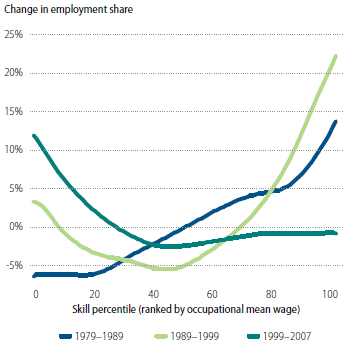 Change in employment share
25%
20%
15%
10%
5%
0%
-5%
0 20 40 60 80 100
Skill percentile (ranked by occupational mean wage)
1979–1989 1989–1999 1999–2007